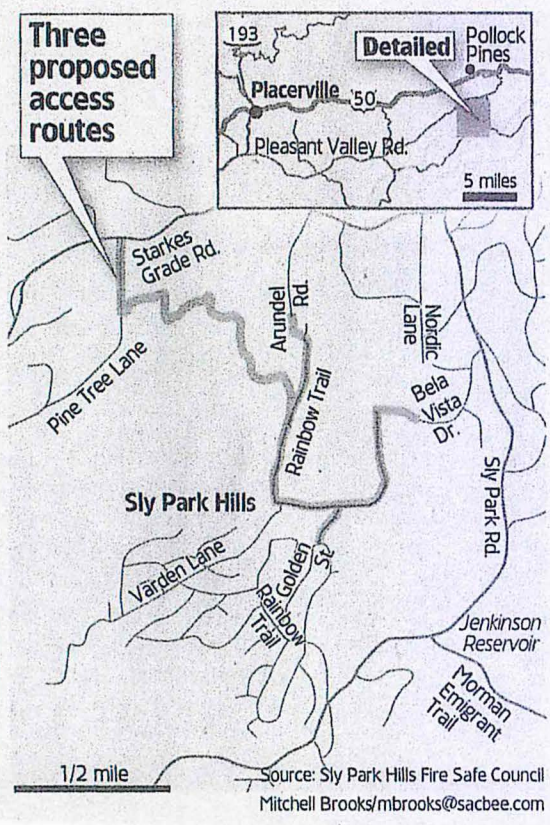 Three
proposed
access
routes
193
Detailed
Pollock
Pines
Placerville
50
Pleasant Valley Rd.
5 miles
Starkes
Grade Rd.
Arundel
Rd.
Nordic
Lane
Pine Tree Lane
Rainbow Trail
Bela
Vista
Dr.
Sly Park Hills
Sly Park Rd.
Varden Lane
Golden
St.
Rainbow
Trail
Jenkinson
Reservoir
Morman
Emigrant
Trail
1/2 mile
Source: Sly Park Hills Fire Safe Council
Mitchell Brooks/mbrooks@sacbee.com